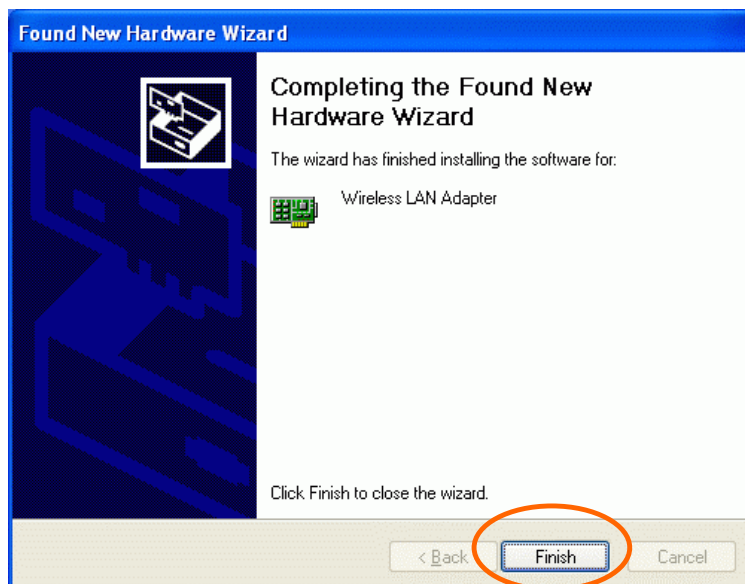 Found New Hardware Wizard
Completing the Found New
Hardware Wizard
The wizard has finished installing the software for:
Wireless LAN Adapter
Click Finish to close the wizard.
< Back
Finish
Cancel